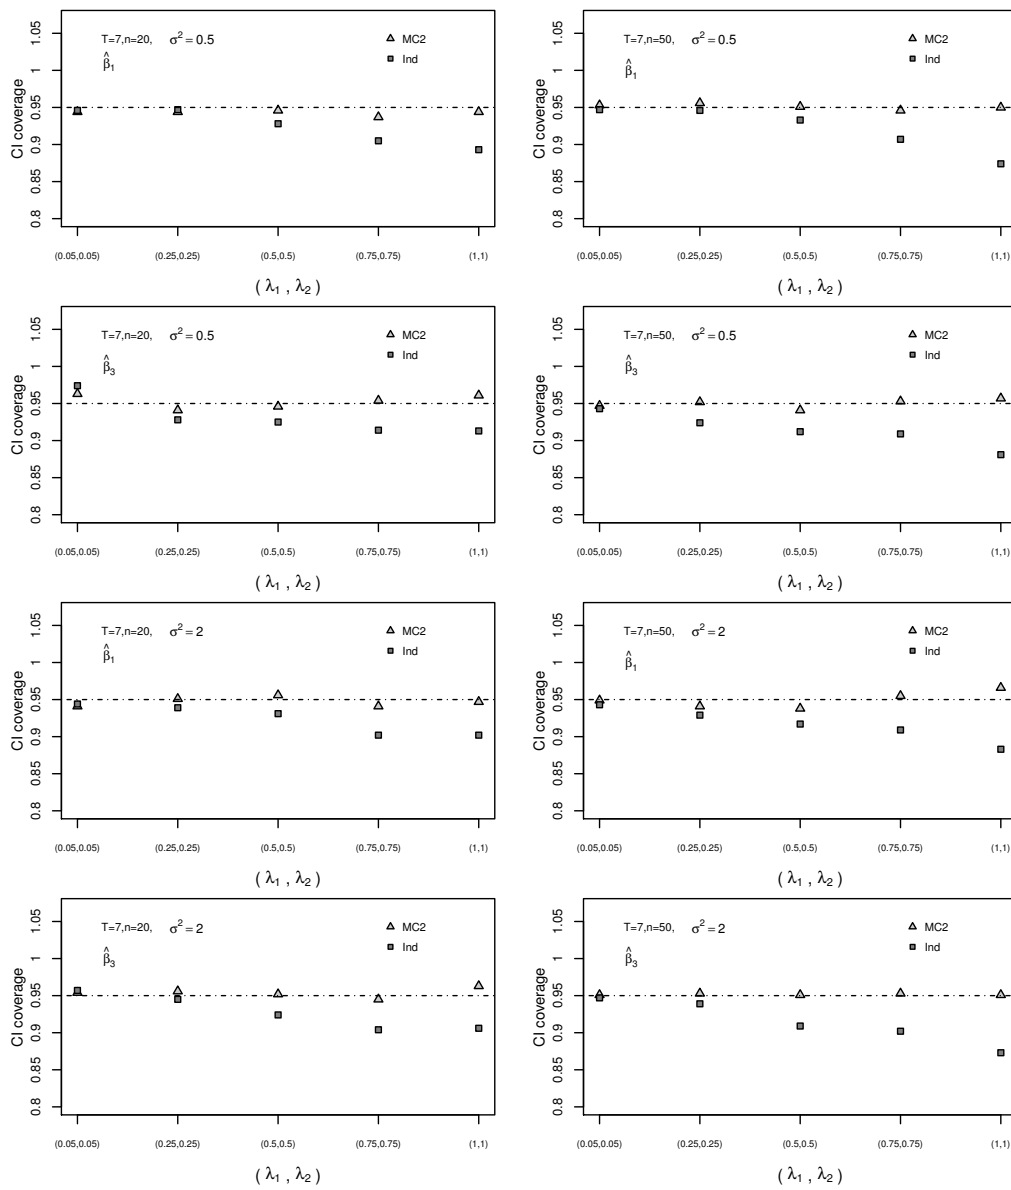 T=7,n=20, σ² = 0.5
β̂₁
MC2
Ind
CI coverage
0.8 0.85 0.9 0.95 1 1.05
(0.05,0.05) (0.25,0.25) (0.5,0.5) (0.75,0.75) (1,1)
( λ₁ , λ₂ )
T=7,n=50, σ² = 0.5
β̂₁
MC2
Ind
CI coverage
0.8 0.85 0.9 0.95 1 1.05
(0.05,0.05) (0.25,0.25) (0.5,0.5) (0.75,0.75) (1,1)
( λ₁ , λ₂ )
T=7,n=20, σ² = 0.5
β̂₃
MC2
Ind
CI coverage
0.8 0.85 0.9 0.95 1 1.05
(0.05,0.05) (0.25,0.25) (0.5,0.5) (0.75,0.75) (1,1)
( λ₁ , λ₂ )
T=7,n=50, σ² = 0.5
β̂₃
MC2
Ind
CI coverage
0.8 0.85 0.9 0.95 1 1.05
(0.05,0.05) (0.25,0.25) (0.5,0.5) (0.75,0.75) (1,1)
( λ₁ , λ₂ )
T=7,n=20, σ² = 2
β̂₁
MC2
Ind
CI coverage
0.8 0.85 0.9 0.95 1 1.05
(0.05,0.05) (0.25,0.25) (0.5,0.5) (0.75,0.75) (1,1)
( λ₁ , λ₂ )
T=7,n=50, σ² = 2
β̂₁
MC2
Ind
CI coverage
0.8 0.85 0.9 0.95 1 1.05
(0.05,0.05) (0.25,0.25) (0.5,0.5) (0.75,0.75) (1,1)
( λ₁ , λ₂ )
T=7,n=20, σ² = 2
β̂₃
MC2
Ind
CI coverage
0.8 0.85 0.9 0.95 1 1.05
(0.05,0.05) (0.25,0.25) (0.5,0.5) (0.75,0.75) (1,1)
( λ₁ , λ₂ )
T=7,n=50, σ² = 2
β̂₃
MC2
Ind
CI coverage
0.8 0.85 0.9 0.95 1 1.05
(0.05,0.05) (0.25,0.25) (0.5,0.5) (0.75,0.75) (1,1)
( λ₁ , λ₂ )